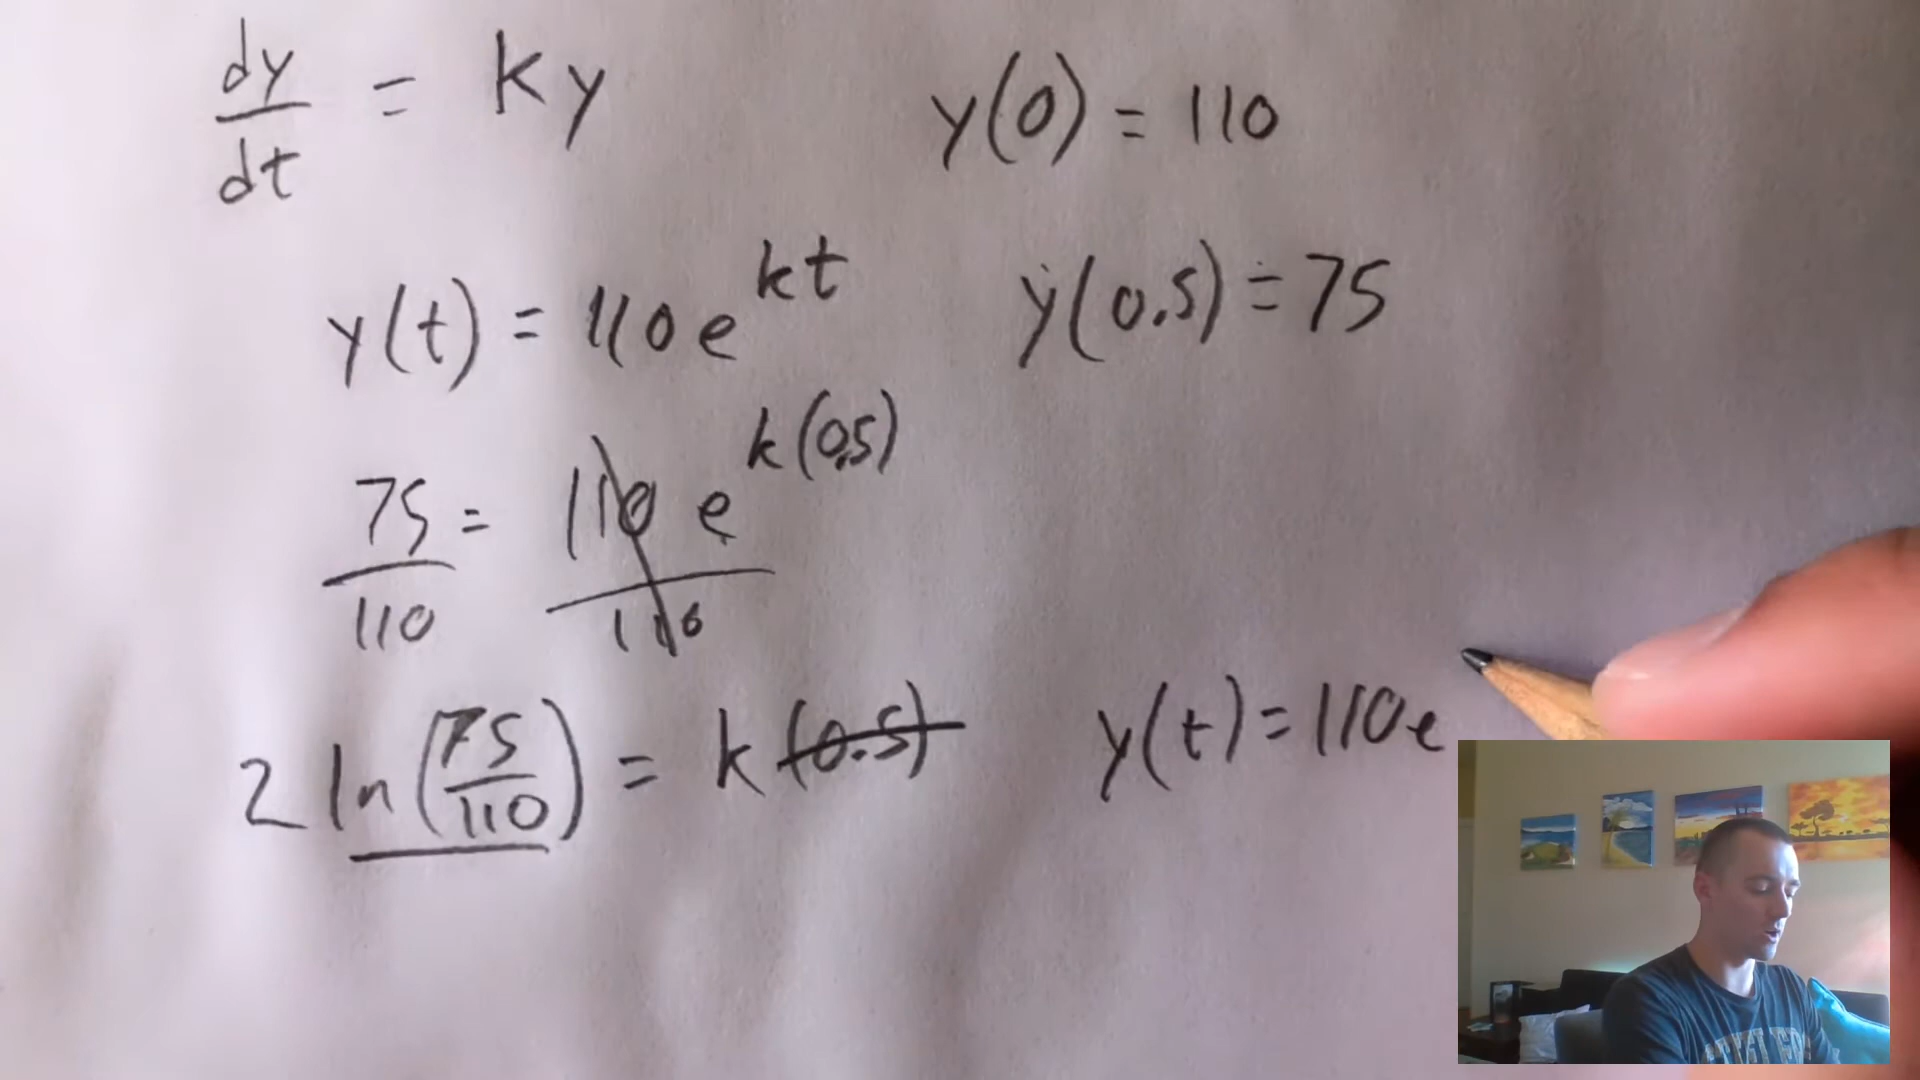 dy/dt = ky
y(0) = 110
y(t) = 110e^kt
y(0.5) = 75
75/110 = 110 e^k(0.5)/110
2 ln(75/110) = k(0.5)
y(t) = 110e